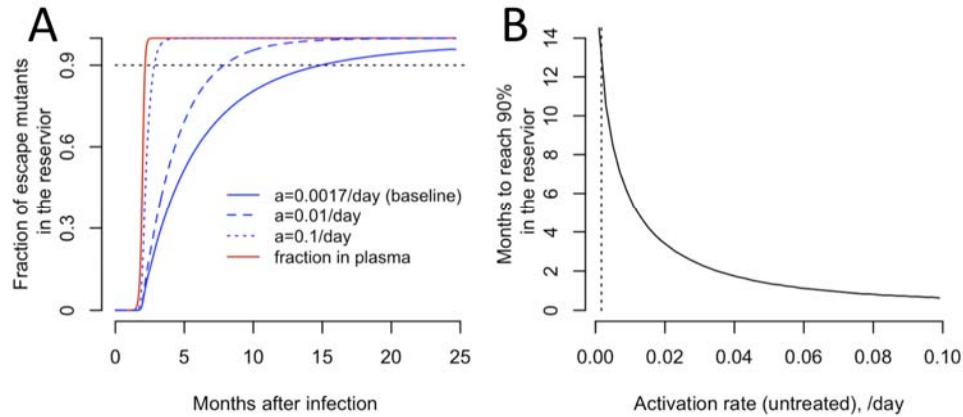 A
Fraction of escape mutants
in the reservior
0
0.3
0.6
0.9
a=0.0017/day (baseline)
a=0.01/day
a=0.1/day
fraction in plasma
0 5 10 15 20 25
Months after infection
B
Months to reach 90%
in the reservior
0 2 4 6 8 10 12 14
0.00 0.02 0.04 0.06 0.08 0.10
Activation rate (untreated), /day